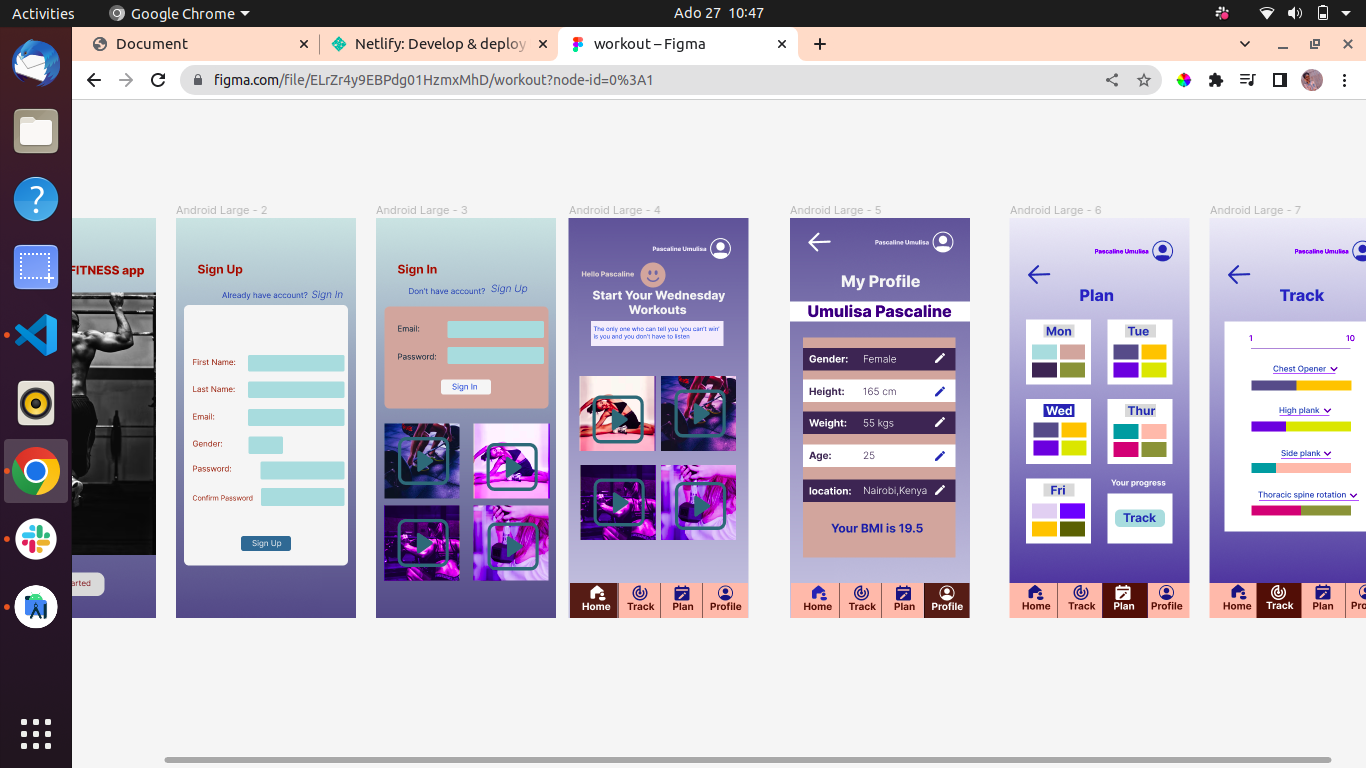 Activities
Google Chrome
Ado 27 10:47
Document
Netlify: Develop & deploy
workout – Figma
figma.com/file/ELrZr4y9EBPdg01HzmxMhD/workout?node-id=0%3A1
FITNESS app
arted
Android Large - 2
Sign Up
Already have account? Sign In
First Name:
Last Name:
Email:
Gender:
Password:
Confirm Password
Sign Up
Android Large - 3
Sign In
Don't have account? Sign Up
Email:
Password:
Sign In
Android Large - 4
Pascaline Umulisa
Hello Pascaline
Start Your Wednesday
Workouts
The only one who can tell you 'you can't win'
is you and you don't have to listen
Home
Track
Plan
Profile
Android Large - 5
Pascaline Umulisa
My Profile
Umulisa Pascaline
Gender: Female
Height: 165 cm
Weight: 55 kgs
Age: 25
location: Nairobi,Kenya
Your BMI is 19.5
Home
Track
Plan
Profile
Android Large - 6
Pascaline Umulisa
Plan
Mon
Tue
Wed
Thur
Fri
Your progress
Track
Home
Track
Plan
Profile
Android Large - 7
Pascaline Umulisa
Track
1 10
Chest Opener
High plank
Side plank
Thoracic spine rotation
Home
Track
Plan
Pro